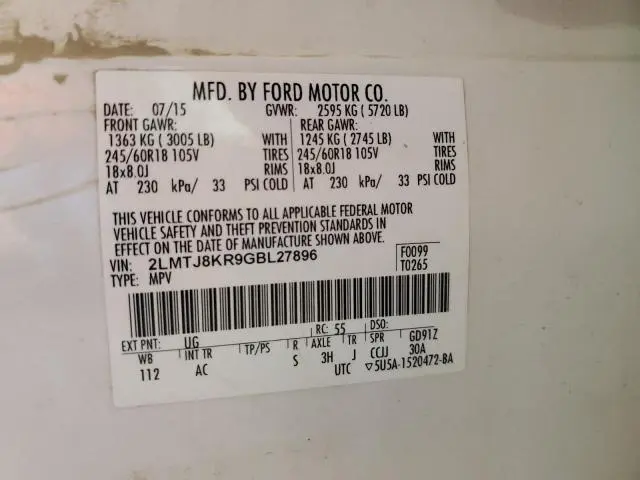 MFD. BY FORD MOTOR CO.
DATE: 07/15 GVWR: 2595 KG ( 5720 LB)
FRONT GAWR: REAR GAWR:
1363 KG ( 3005 LB) WITH 1245 KG ( 2745 LB) WITH
245/60R18 105V TIRES 245/60R18 105V TIRES
18x8.0J RIMS 18x8.0J RIMS
AT 230 kPa/ 33 PSI COLD AT 230 kPa/ 33 PSI COLD
THIS VEHICLE CONFORMS TO ALL APPLICABLE FEDERAL MOTOR
VEHICLE SAFETY AND THEFT PREVENTION STANDARDS IN
EFFECT ON THE DATE OF MANUFACTURE SHOWN ABOVE.
VIN: 2LMTJ8KR9GBL27896 F0099
TYPE: MPV T0265
EXT PNT: UG RC: 55 DSO:
WB INT TR TP/PS R AXLE TR SPR GD91Z
112 AC S 3H J CCJJ 30A
UTC ▽5U5A-1520472-BA